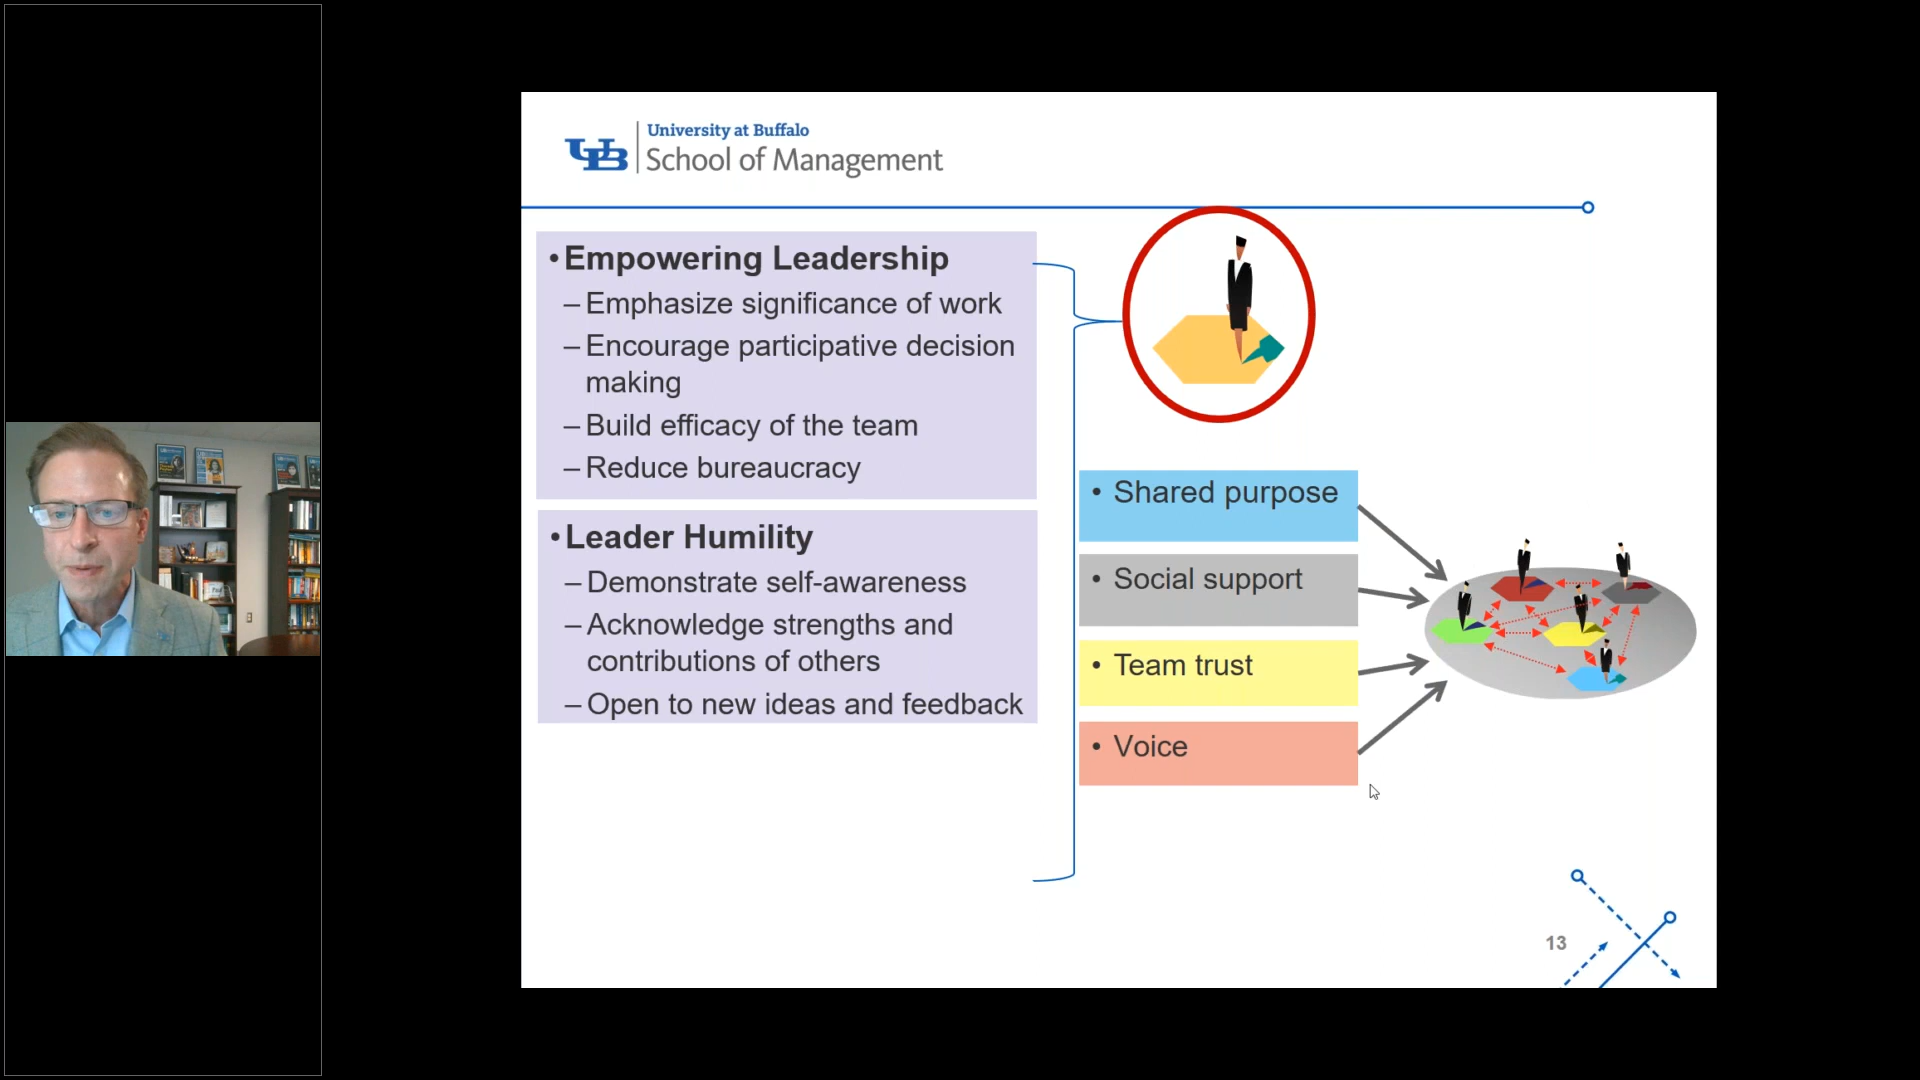 University at Buffalo
UB School of Management
• Empowering Leadership
– Emphasize significance of work
– Encourage participative decision
making
– Build efficacy of the team
– Reduce bureaucracy
• Leader Humility
– Demonstrate self-awareness
– Acknowledge strengths and
contributions of others
– Open to new ideas and feedback
• Shared purpose
• Social support
• Team trust
• Voice
13